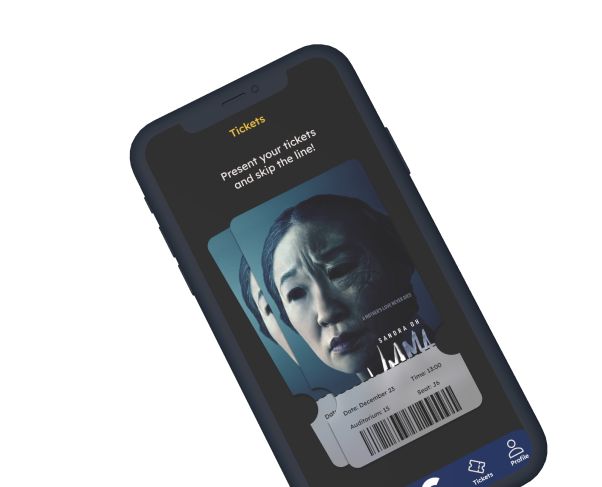 Tickets
Present your tickets
and skip the line!
A MOTHER'S LOVE NEVER DIES
SANDRA OH
UMMA
Dat
Date: December 23
Time: 13:00
Auditorium: 15
Seat: J6
Tickets
Profile